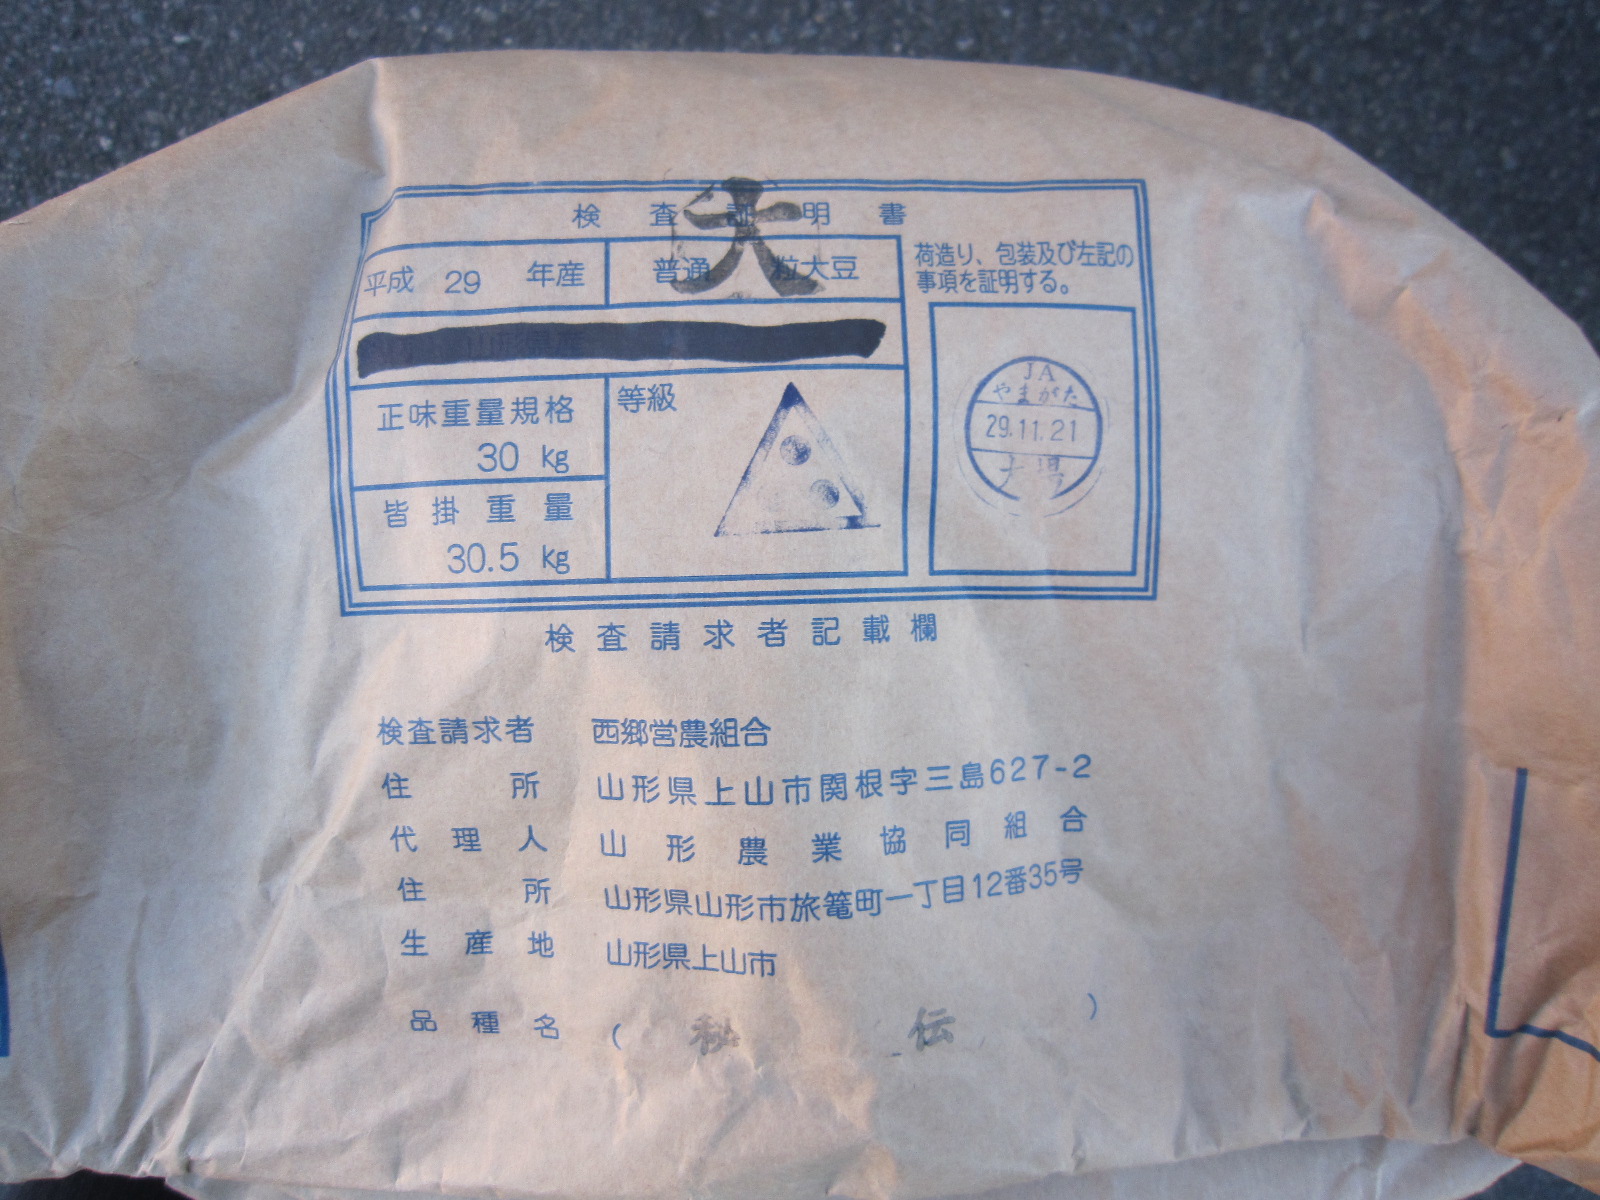 検査証明書
平成 29 年産
普通 大 粒大豆
荷造り、包装及び左記の
事項を証明する。
山形県産
正味重量規格
30 kg
等級
皆掛重量
30.5 kg
JA
やまがた
29.11.21
検査請求者記載欄
検査請求者 西郷営農組合
住所 山形県上山市関根字三島627-2
代理人 山形農業協同組合
住所 山形県山形市旅篭町一丁目12番35号
生産地 山形県上山市
品種名 ( 秘伝 )